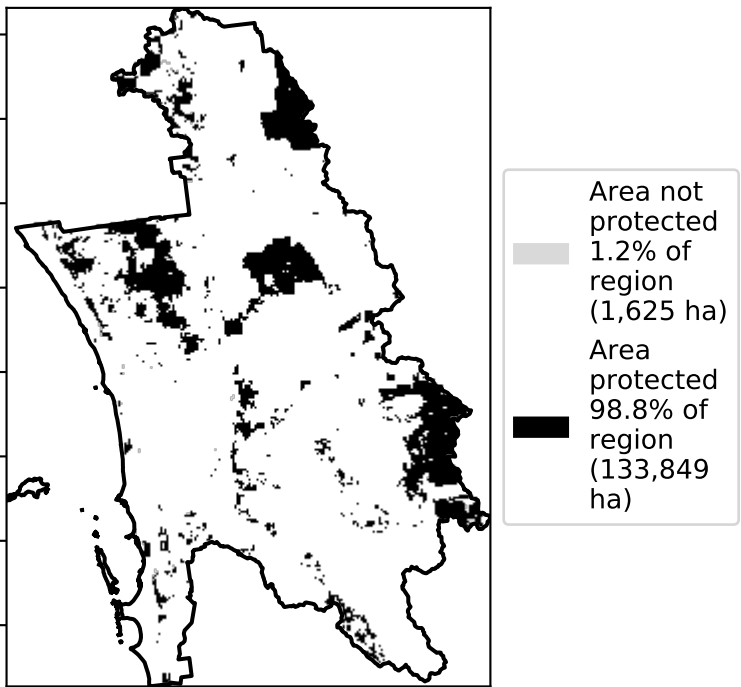 Area not
protected
1.2% of
region
(1,625 ha)
Area
protected
98.8% of
region
(133,849
ha)